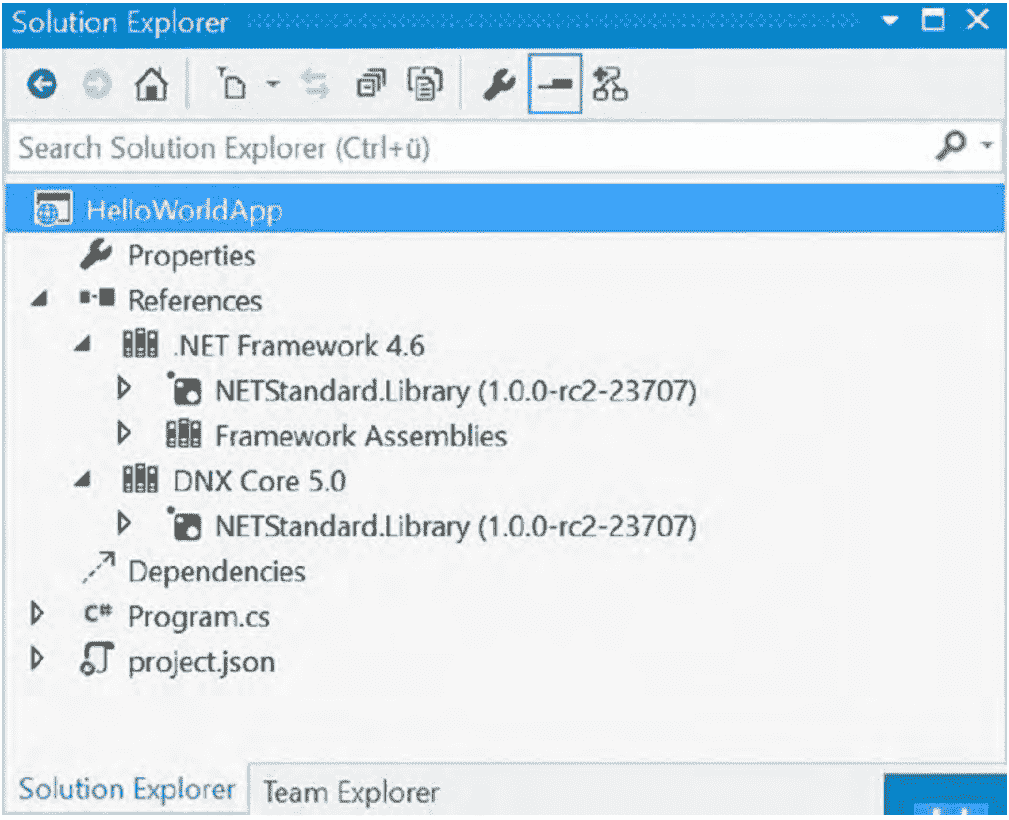 Solution Explorer
Search Solution Explorer (Ctrl+ü)
HelloWorldApp
Properties
References
.NET Framework 4.6
NETStandard.Library (1.0.0-rc2-23707)
Framework Assemblies
DNX Core 5.0
NETStandard.Library (1.0.0-rc2-23707)
Dependencies
C# Program.cs
project.json
Solution Explorer Team Explorer